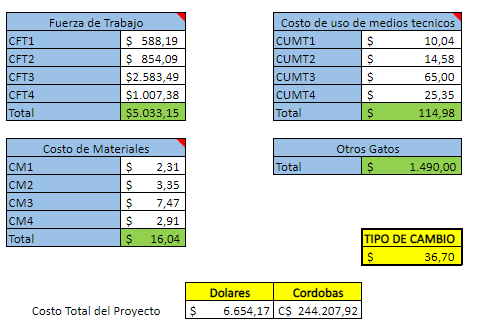 Fuerza de Trabajo
CFT1 $ 588,19
CFT2 $ 854,09
CFT3 $2.583,49
CFT4 $1.007,38
Total $5.033,15
Costo de uso de medios tecnicos
CUMT1 $ 10,04
CUMT2 $ 14,58
CUMT3 $ 65,00
CUMT4 $ 25,35
Total $ 114,98
Costo de Materiales
CM1 $ 2,31
CM2 $ 3,35
CM3 $ 7,47
CM4 $ 2,91
Total $ 16,04
Otros Gatos
Total $ 1.490,00
TIPO DE CAMBIO
$ 36,70
Dolares Cordobas
Costo Total del Proyecto $ 6.654,17 C$ 244.207,92